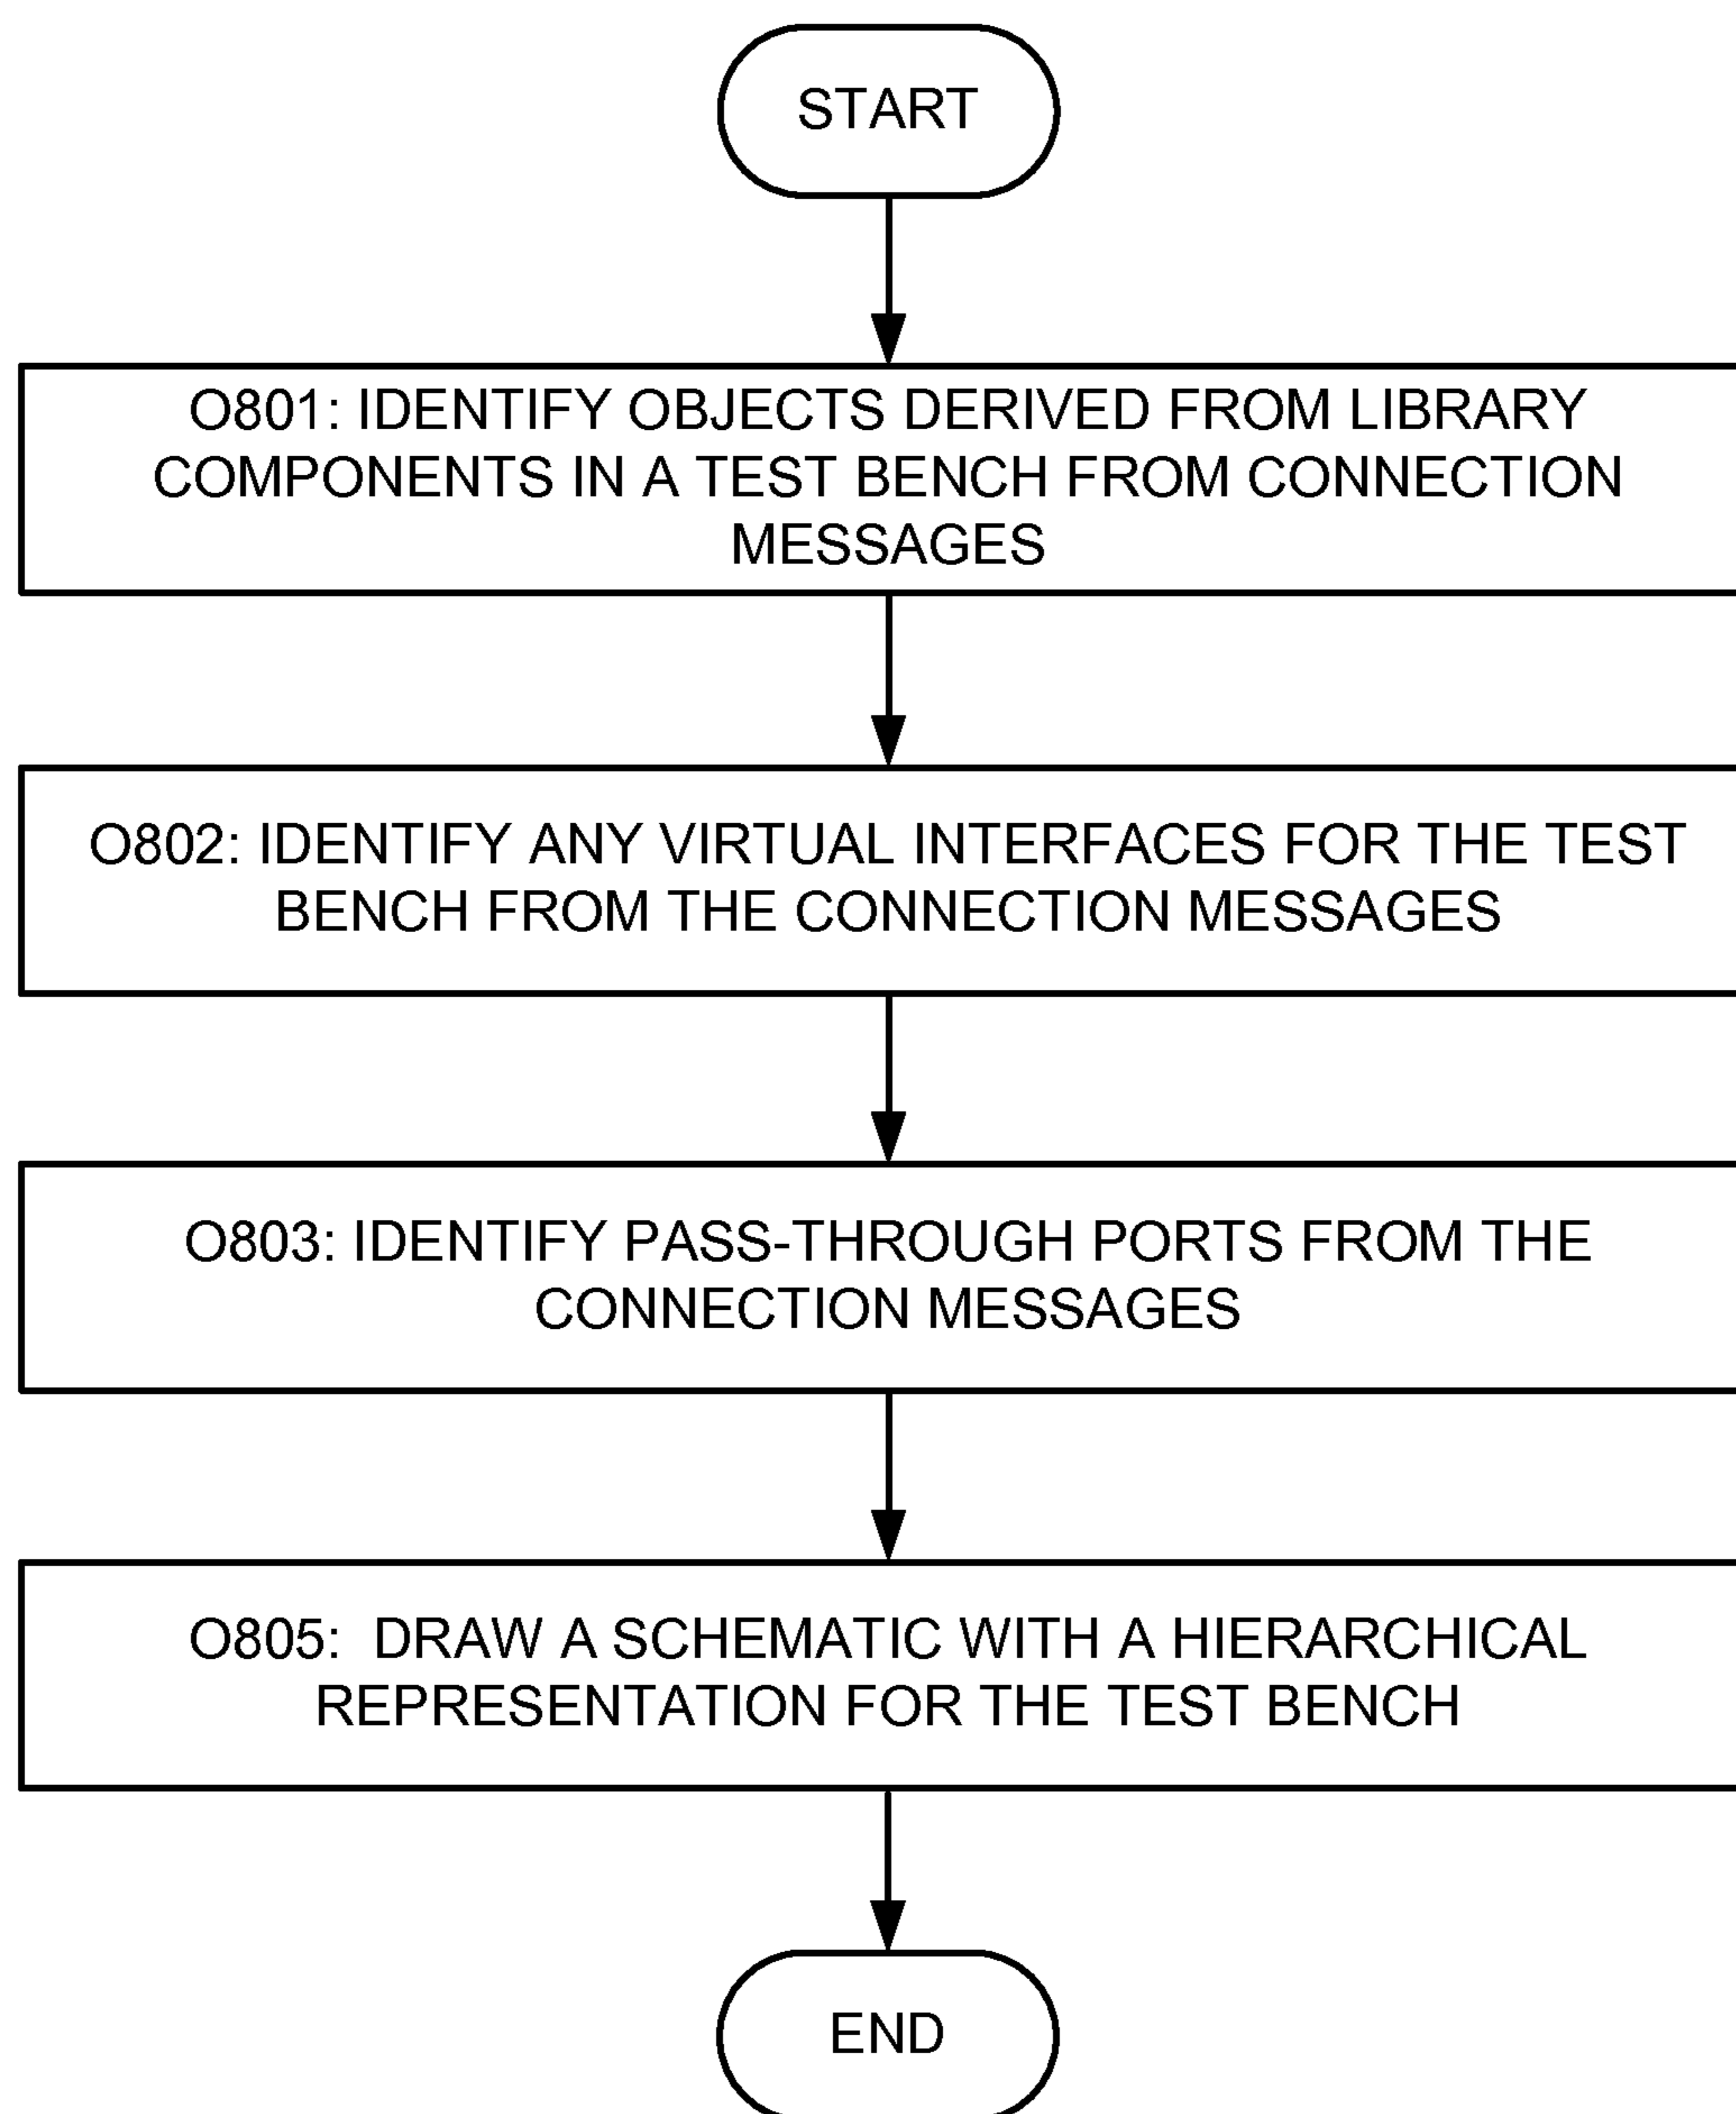 START
O801: IDENTIFY OBJECTS DERIVED FROM LIBRARY
COMPONENTS IN A TEST BENCH FROM CONNECTION
MESSAGES
O802: IDENTIFY ANY VIRTUAL INTERFACES FOR THE TEST
BENCH FROM THE CONNECTION MESSAGES
O803: IDENTIFY PASS-THROUGH PORTS FROM THE
CONNECTION MESSAGES
O805: DRAW A SCHEMATIC WITH A HIERARCHICAL
REPRESENTATION FOR THE TEST BENCH
END